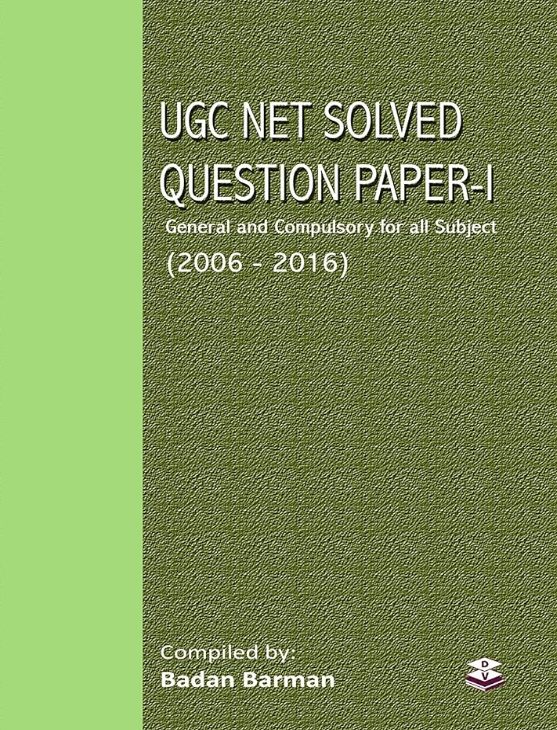 UGC NET SOLVED
QUESTION PAPER-I
General and Compulsory for all Subject
(2006 - 2016)
Compiled by:
Badan Barman
D
V